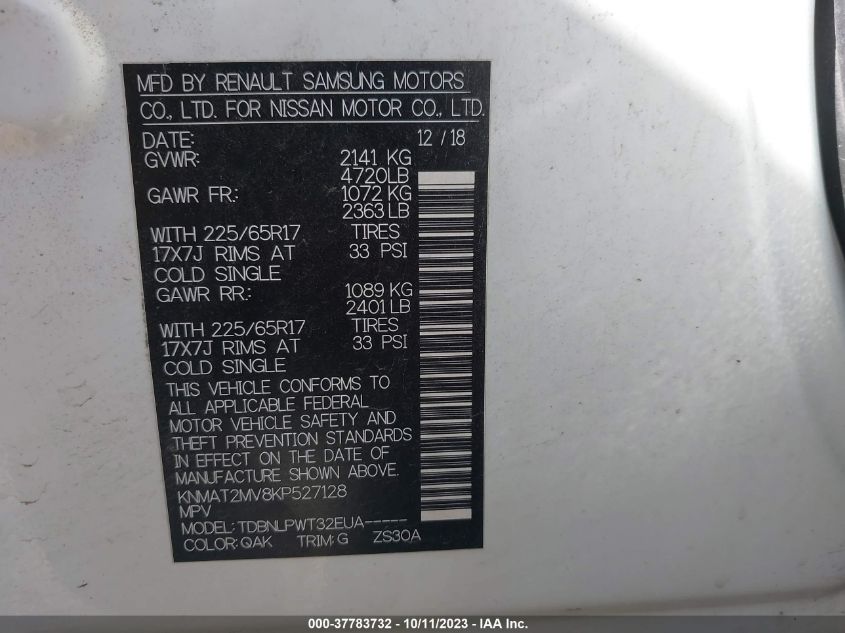 MFD BY RENAULT SAMSUNG MOTORS
CO., LTD. FOR NISSAN MOTOR CO., LTD.
DATE: 12 / 18
GVWR: 2141 KG
4720LB
GAWR FR.: 1072 KG
2363 LB
WITH 225/65R17 TIRES
17X7J RIMS AT 33 PSI
COLD SINGLE
GAWR RR.: 1089 KG
2401 LB
WITH 225/65R17 TIRES
17X7J RIMS AT 33 PSI
COLD SINGLE
THIS VEHICLE CONFORMS TO
ALL APPLICABLE FEDERAL
MOTOR VEHICLE SAFETY AND
THEFT PREVENTION STANDARDS
IN EFFECT ON THE DATE OF
MANUFACTURE SHOWN ABOVE.
KNMAT2MV8KP527128
MPV
MODEL: TDBNLPWT32EUA-----
COLOR: QAK TRIM: G ZS30A
000-37783732 - 10/11/2023 - IAA Inc.